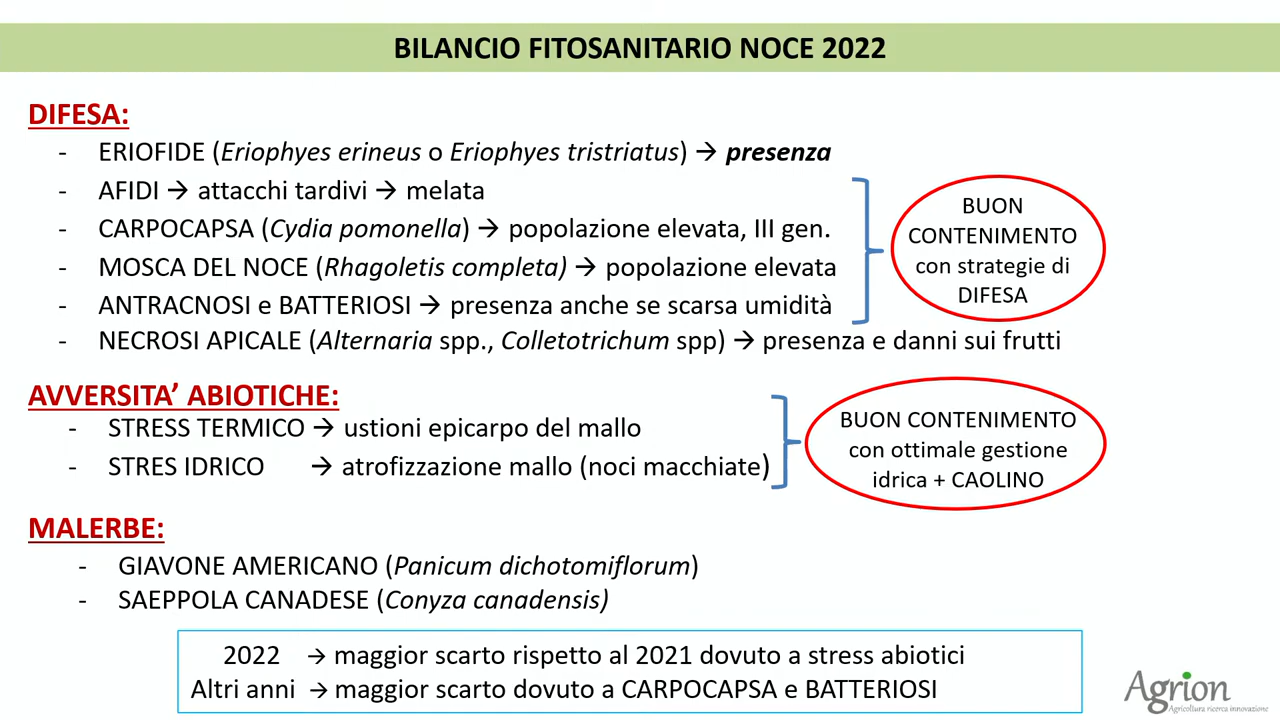 BILANCIO FITOSANITARIO NOCE 2022
DIFESA:
- ERIOFIDE (Eriophyes erineus o Eriophyes tristriatus) → presenza
- AFIDI → attacchi tardivi → melata
- CARPOCAPSA (Cydia pomonella) → popolazione elevata, III gen.
- MOSCA DEL NOCE (Rhagoletis completa) → popolazione elevata
- ANTRACNOSI e BATTERIOSI → presenza anche se scarsa umidità
BUON
CONTENIMENTO
con strategie di
DIFESA
- NECROSI APICALE (Alternaria spp., Colletotrichum spp) → presenza e danni sui frutti
AVVERSITA’ ABIOTICHE:
- STRESS TERMICO → ustioni epicarpo del mallo
- STRES IDRICO → atrofizzazione mallo (noci macchiate)
BUON CONTENIMENTO
con ottimale gestione
idrica + CAOLINO
MALERBE:
- GIAVONE AMERICANO (Panicum dichotomiflorum)
- SAEPPOLA CANADESE (Conyza canadensis)
2022 → maggior scarto rispetto al 2021 dovuto a stress abiotici
Altri anni → maggior scarto dovuto a CARPOCAPSA e BATTERIOSI
Agrion
Agricoltura ricerca innovazione